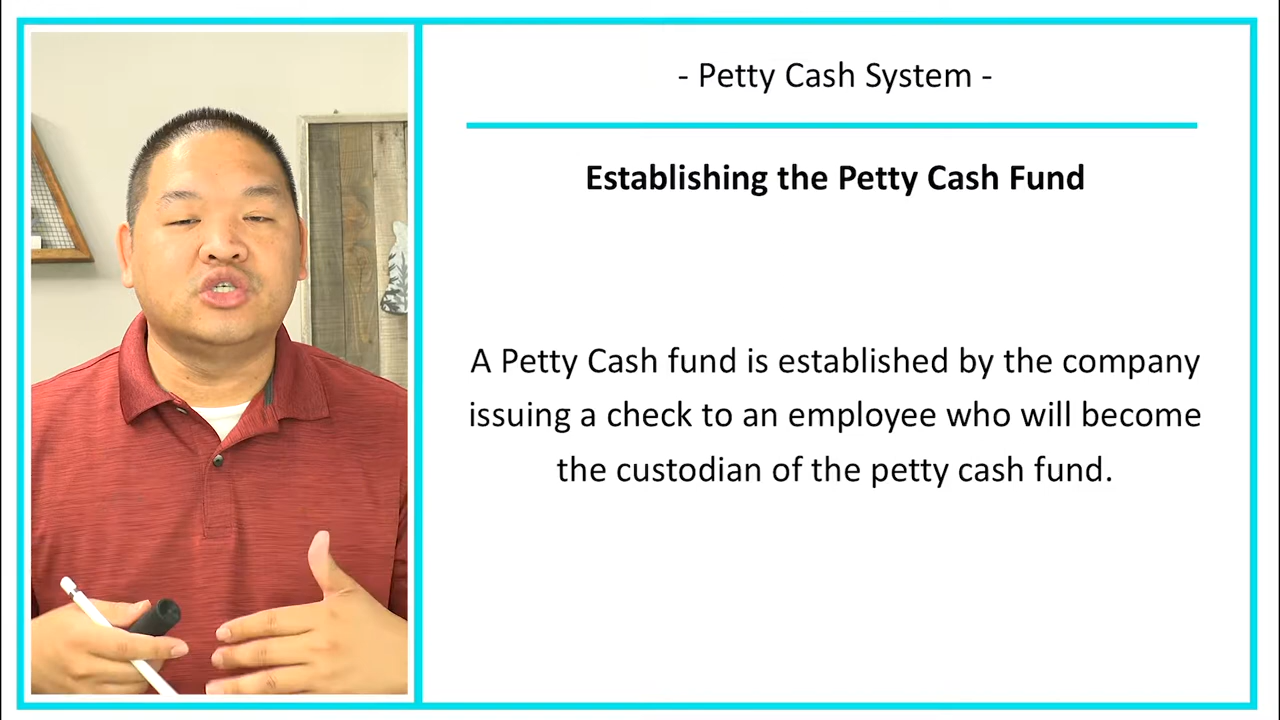 - Petty Cash System -
Establishing the Petty Cash Fund
A Petty Cash fund is established by the company
issuing a check to an employee who will become
the custodian of the petty cash fund.